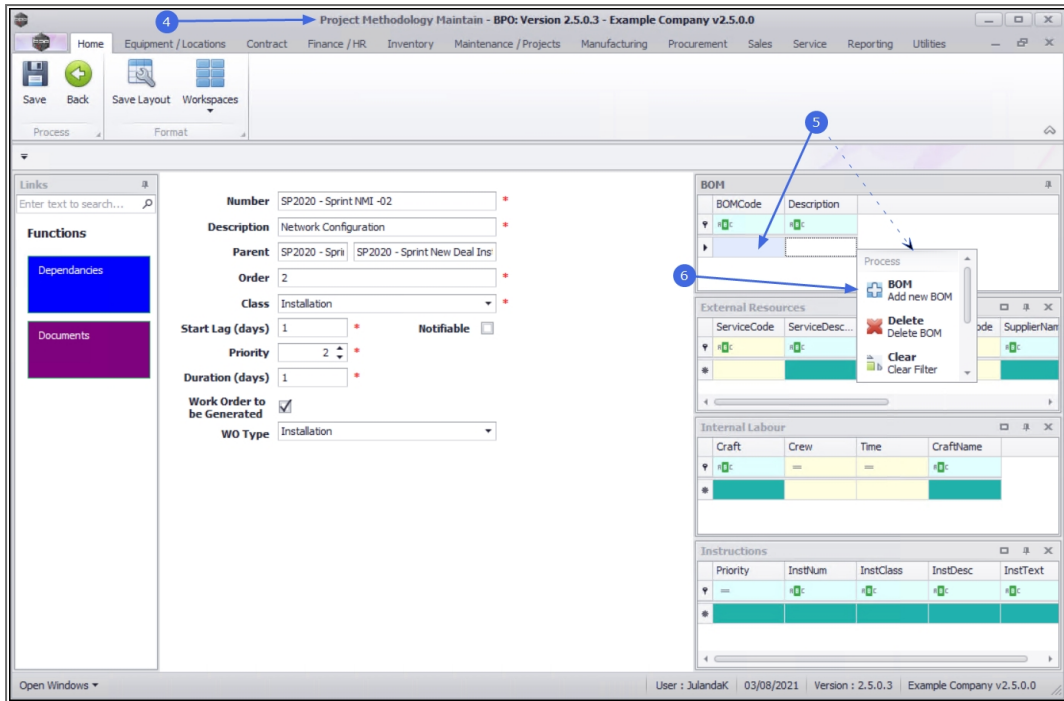 4
Project Methodology Maintain - BPO: Version 2.5.0.3 - Example Company v2.5.0.0
Home Equipment / Locations Contract Finance / HR Inventory Maintenance / Projects Manufacturing Procurement Sales Service Reporting Utilities
Save Back Save Layout Workspaces
Process Format
5
Links
Enter text to search...
Functions
Dependancies
Documents
Number SP2020 - Sprint NMI -02 *
Description Network Configuration *
Parent SP2020 - Spri SP2020 - Sprint New Deal Ins
Order 2 *
Class Installation *
Start Lag (days) 1 * Notifiable
Priority 2 *
Duration (days) 1 *
Work Order to
be Generated
WO Type Installation
BOM
BOMCode Description
6
Process
BOM
Add new BOM
Delete
Delete BOM
Clear
Clear Filter
External Resources
ServiceCode ServiceDesc... ode SupplierNam
Internal Labour
Craft Crew Time CraftName
= =
Instructions
Priority InstNum InstClass InstDesc InstText
=
Open Windows User : JulandaK 03/08/2021 Version : 2.5.0.3 Example Company v2.5.0.0